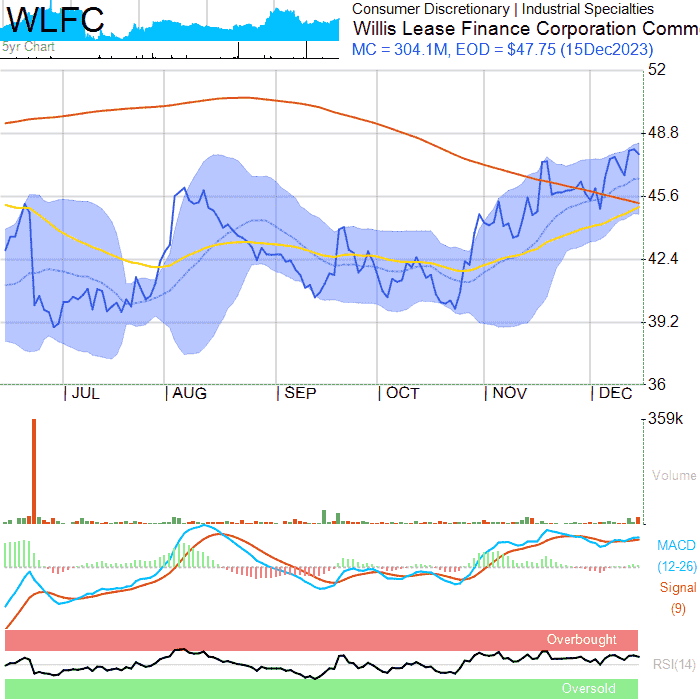 WLFC
5yr Chart
Consumer Discretionary | Industrial Specialties
Willis Lease Finance Corporation Comm
MC = 304.1M, EOD = $47.75 (15Dec2023)
52
48.8
45.6
42.4
39.2
36
| JUL | AUG | SEP | OCT | NOV | DEC
359k
Volume
MACD
(12-26)
Signal
(9)
Overbought
RSI(14)
Oversold